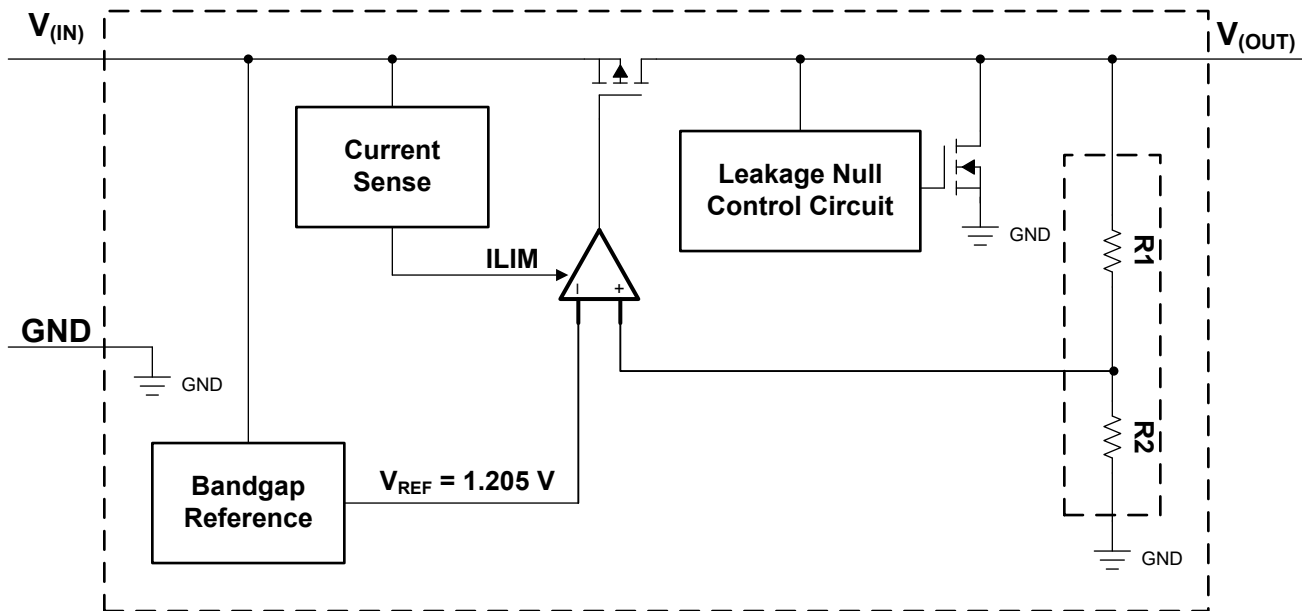 V(IN)
V(OUT)
Current
Sense
Leakage Null
Control Circuit
GND
R1
ILIM
I +
GND
GND
R2
Bandgap
Reference
VREF = 1.205 V
GND